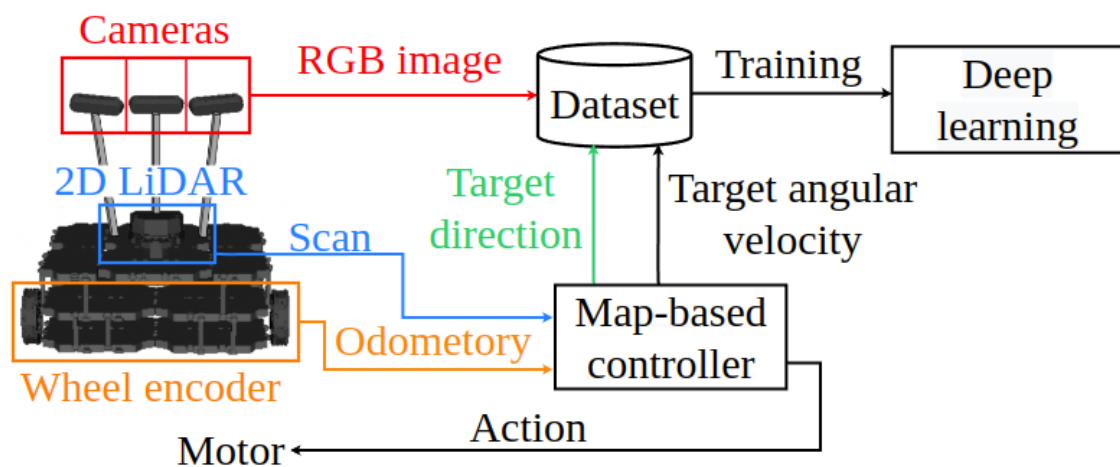 Cameras
RGB image
Dataset
Training
Deep
learning
2D LiDAR
Scan
Target
direction
Target angular
velocity
Odometory
Map-based
controller
Wheel encoder
Action
Motor